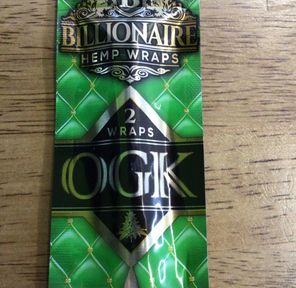 B
BILLIONAIRE
HEMP WRAPS
2
WRAPS
OGK